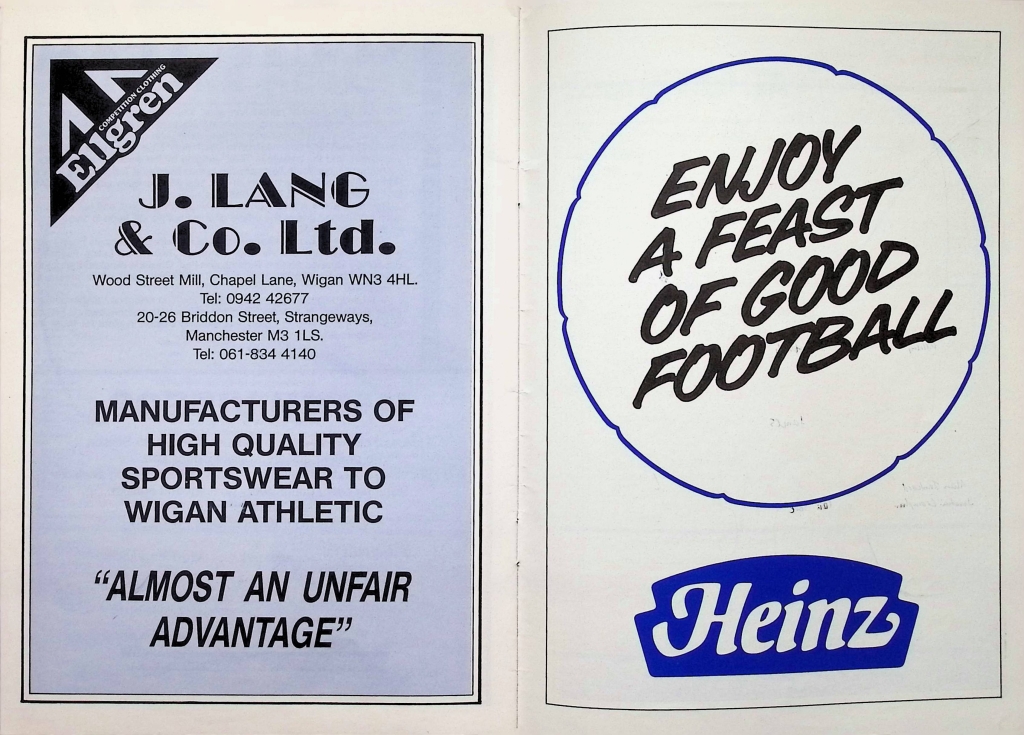 COMPETITION CLOTHING
Ellgren
J. LANG
& Co. Ltd.
Wood Street Mill, Chapel Lane, Wigan WN3 4HL.
Tel: 0942 42677
20-26 Briddon Street, Strangeways,
Manchester M3 1LS.
Tel: 061-834 4140
MANUFACTURERS OF
HIGH QUALITY
SPORTSWEAR TO
WIGAN ATHLETIC
“ALMOST AN UNFAIR
ADVANTAGE”
ENJOY
A FEAST
OF GOOD
FOOTBALL
Heinz